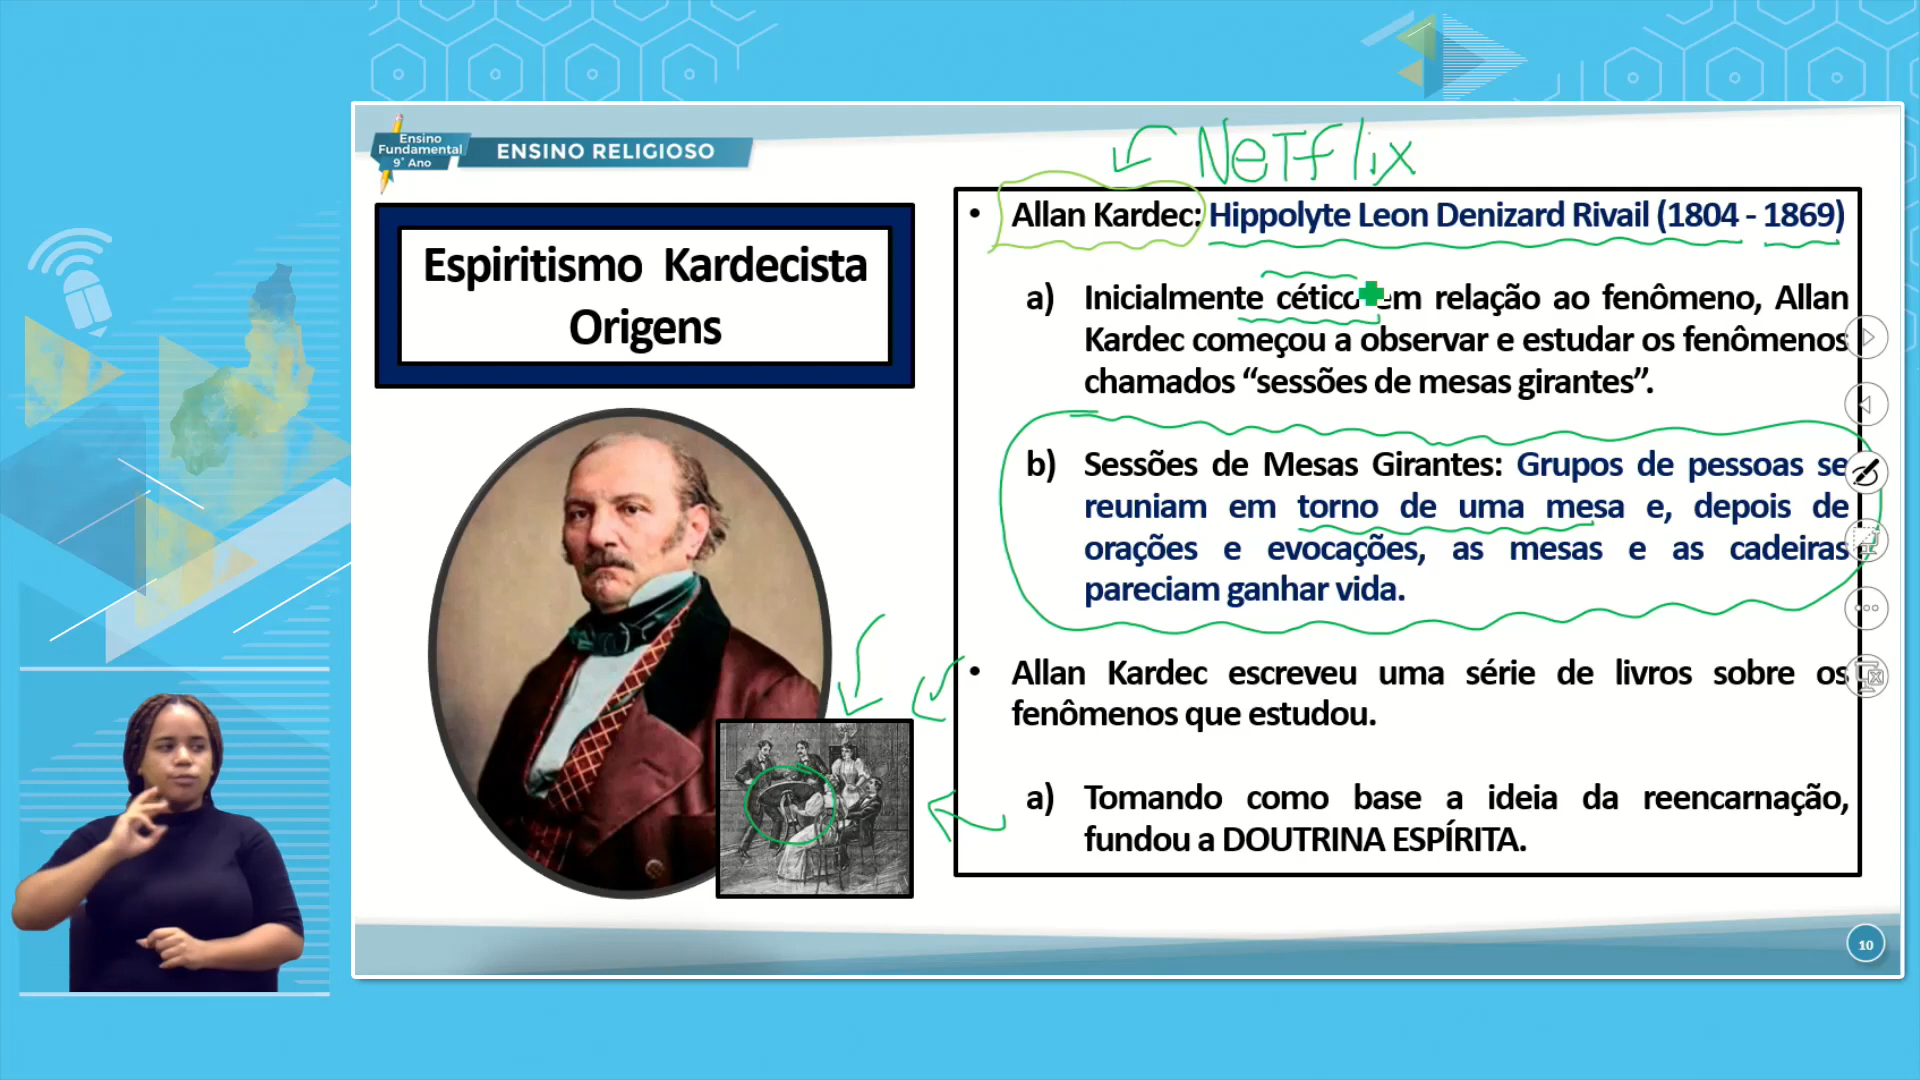 Ensino
Fundamental
9° Ano
ENSINO RELIGIOSO
NeTflix
Espiritismo Kardecista
Origens
• Allan Kardec: Hippolyte Leon Denizard Rivail (1804 - 1869)
a) Inicialmente cético em relação ao fenômeno, Allan
Kardec começou a observar e estudar os fenômenos
chamados “sessões de mesas girantes”.
b) Sessões de Mesas Girantes: Grupos de pessoas se
reuniam em torno de uma mesa e, depois de
orações e evocações, as mesas e as cadeiras
pareciam ganhar vida.
• Allan Kardec escreveu uma série de livros sobre os
fenômenos que estudou.
a) Tomando como base a ideia da reencarnação,
fundou a DOUTRINA ESPÍRITA.
10